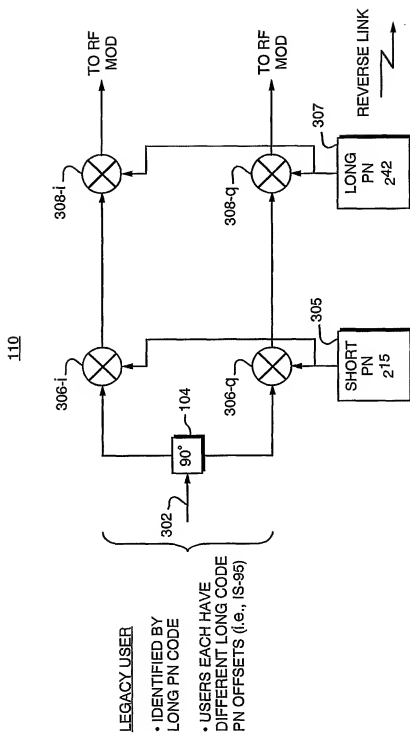 110
LEGACY USER
• IDENTIFIED BY
LONG PN CODE
• USERS EACH HAVE
DIFFERENT LONG CODE
PN OFFSETS (i.e., IS-95)
302
90°
104
306-i
306-q
308-i
308-q
TO RF
MOD
TO RF
MOD
SHORT
PN
2^15
305
LONG
PN
2^42
307
REVERSE LINK